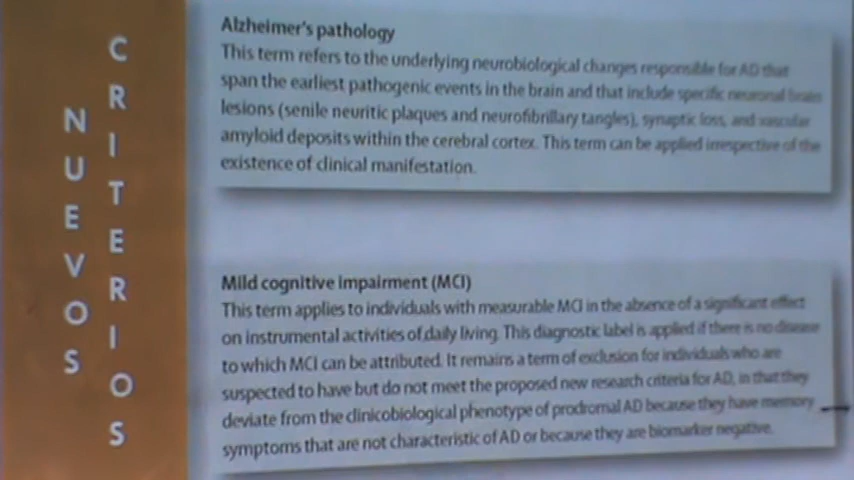 NUEVOS
CRITERIOS
Alzheimer's pathology
This term refers to the underlying neurobiological changes responsible for AD that
span the earliest pathogenic events in the brain and that include specific neuronal brain
lesions (senile neuritic plaques and neurofibrillary tangles), synaptic loss, and vascular
amyloid deposits within the cerebral cortex. This term can be applied irrespective of the
existence of clinical manifestation.
Mild cognitive impairment (MCI)
This term applies to individuals with measurable MCI in the absence of a significant effect
on instrumental activities of daily living. This diagnostic label is applied if there is no disease
to which MCI can be attributed. It remains a term of exclusion for individuals who are
suspected to have but do not meet the proposed new research criteria for AD, in that they
deviate from the clinicobiological phenotype of prodromal AD because they have memory
symptoms that are not characteristic of AD or because they are biomarker negative.